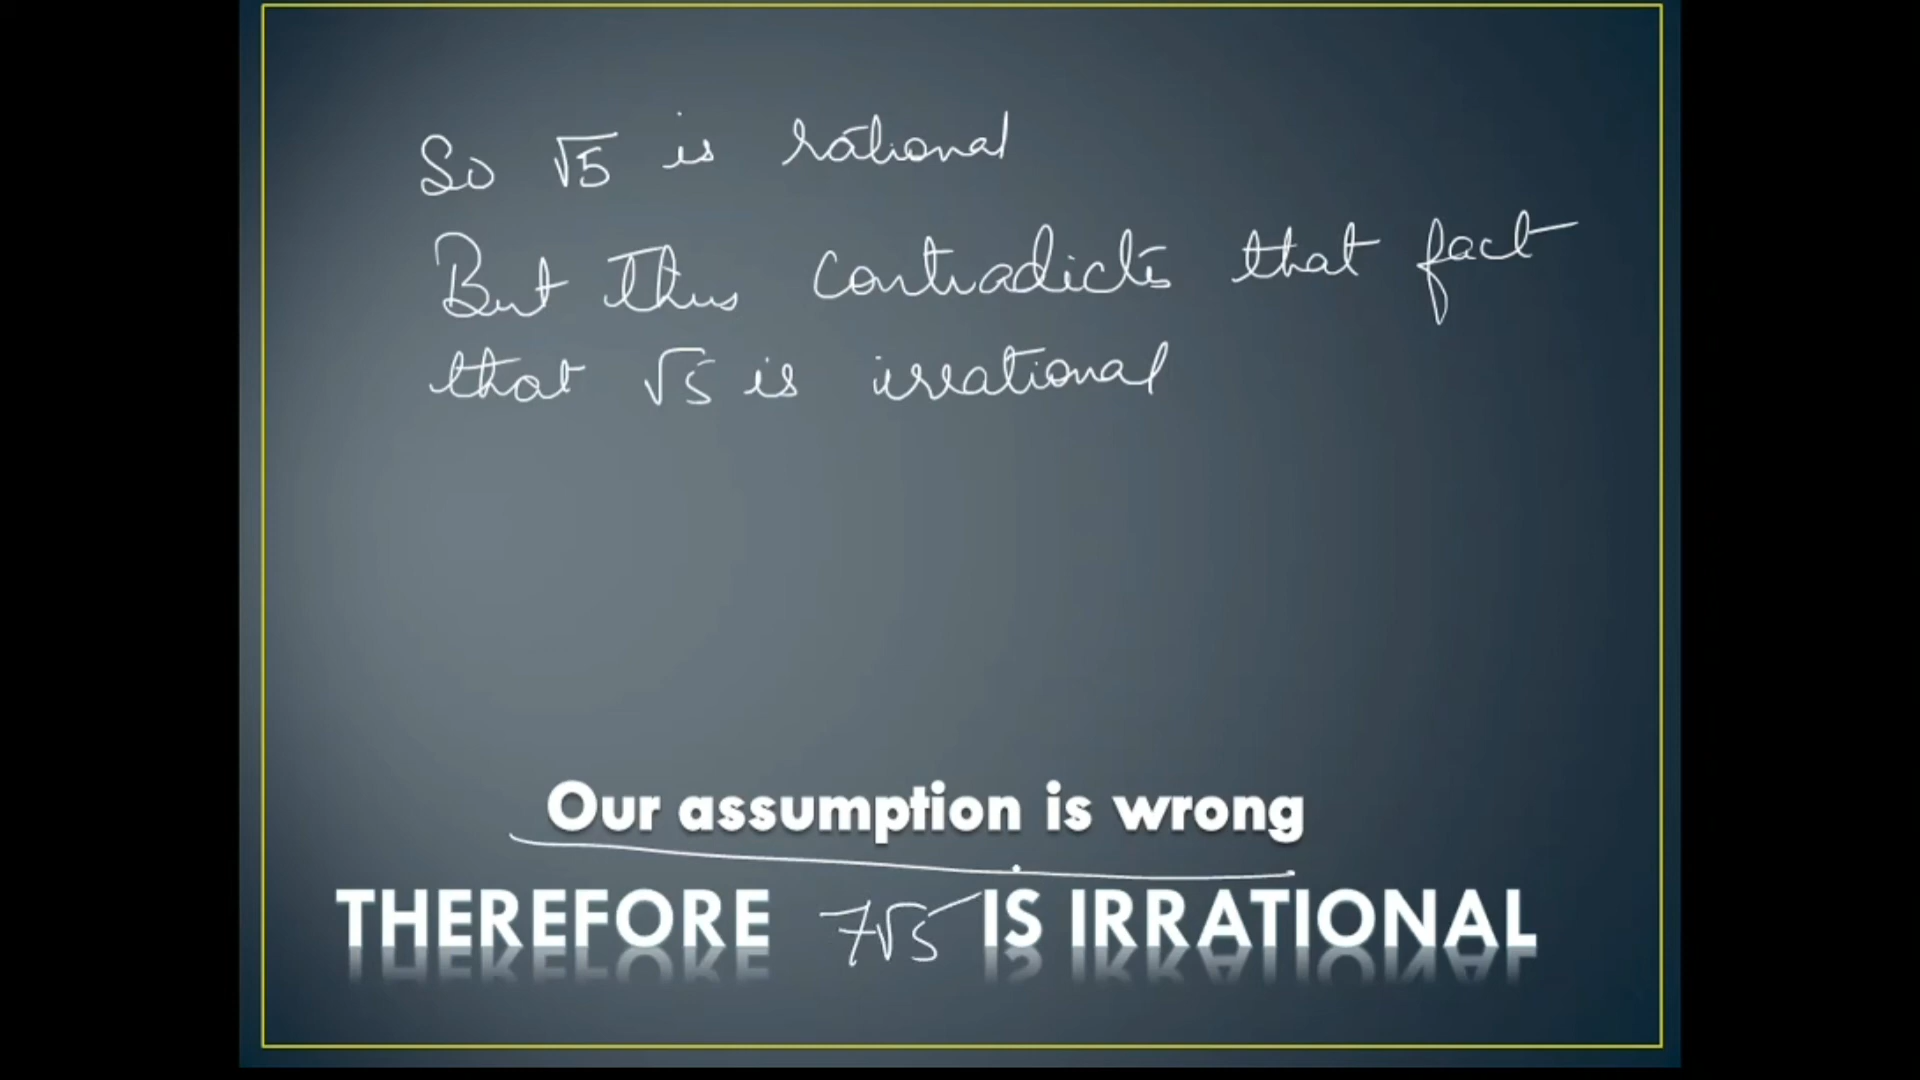 So √5 is rational
But this contradicts that fact
that √5 is irrational
Our assumption is wrong
THEREFORE 7√5 IS IRRATIONAL